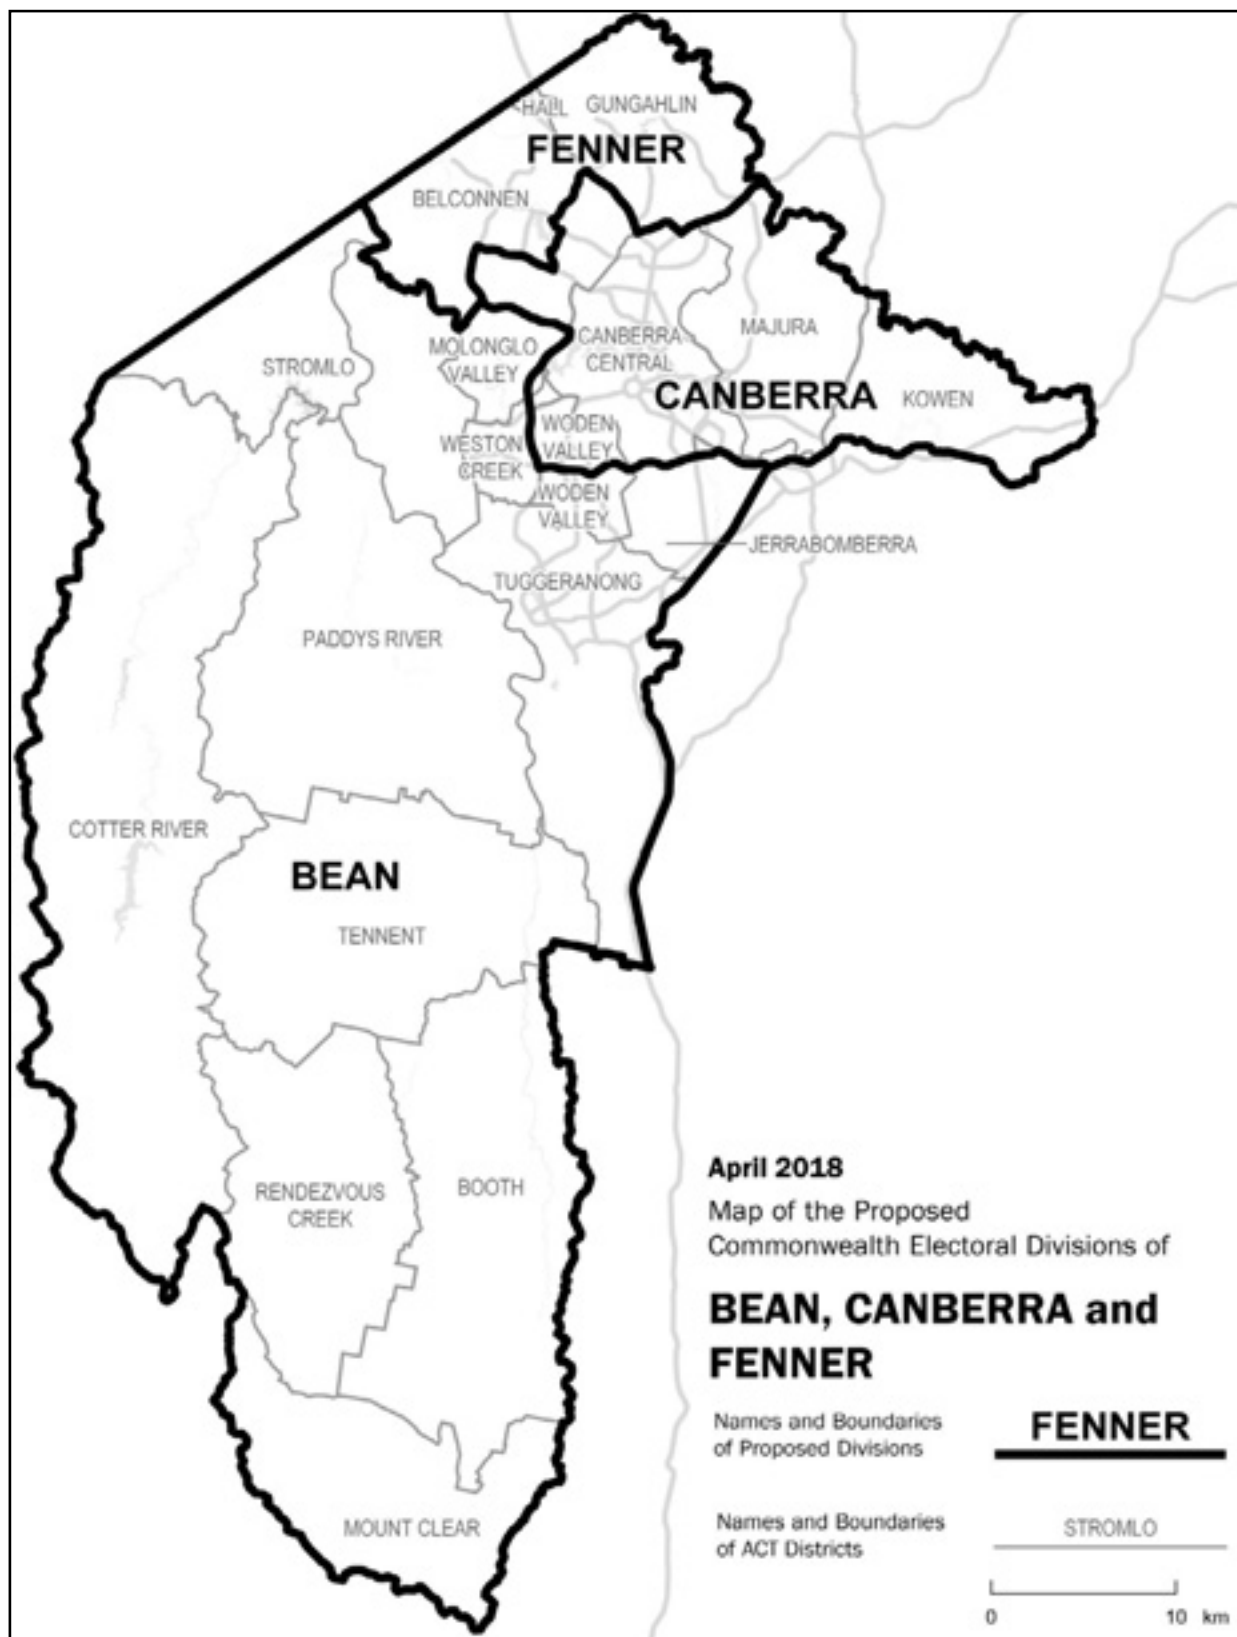 HALL
GUNGAHLIN
FENNER
BELCONNEN
MOLONGLO
VALLEY
CANBERRA
CENTRAL
MAJURA
STROMLO
CANBERRA
KOWEN
WODEN
VALLEY
WESTON
CREEK
WODEN
VALLEY
JERRABOMBERRA
TUGGERANONG
PADDYS RIVER
COTTER RIVER
BEAN
TENNENT
RENDEZVOUS
CREEK
BOOTH
MOUNT CLEAR
April 2018
Map of the Proposed
Commonwealth Electoral Divisions of
BEAN, CANBERRA and
FENNER
Names and Boundaries
of Proposed Divisions
FENNER
Names and Boundaries
of ACT Districts
STROMLO
0 10 km